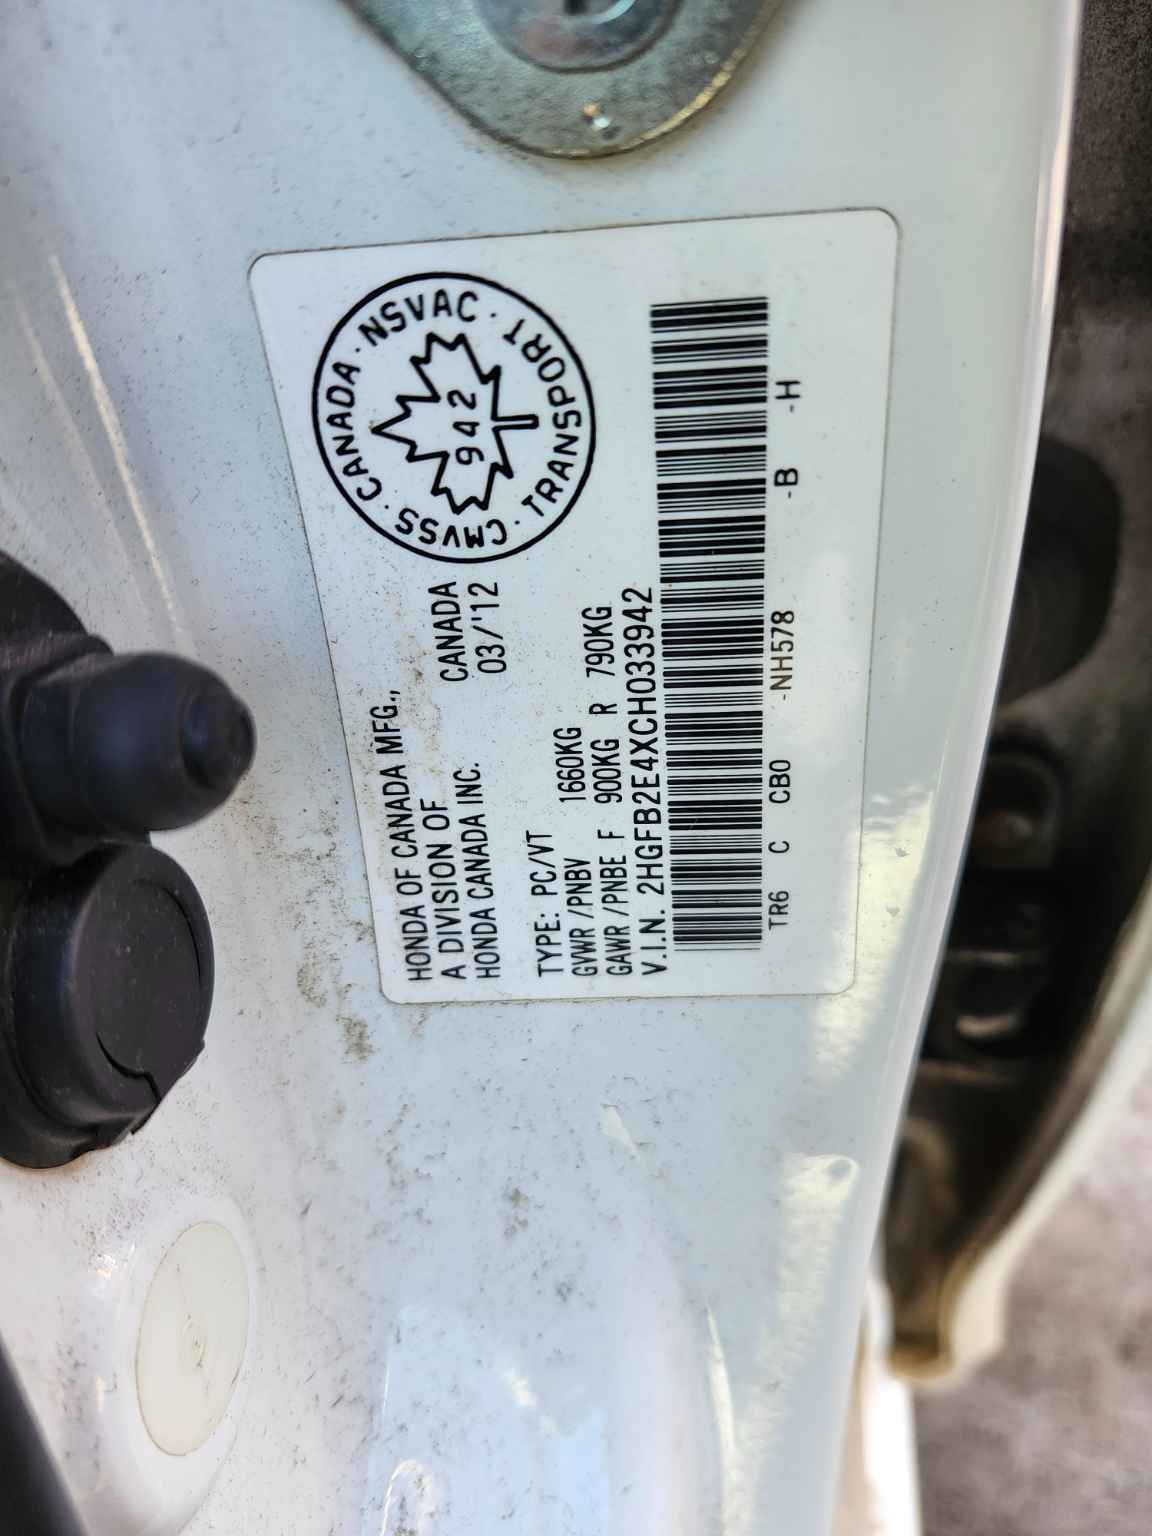 HONDA OF CANADA MFG.,
A DIVISION OF CANADA
HONDA CANADA INC. 03/'12
CMVSS · CANADA · NSVAC · TRANSPORT · TRANSPORT
942
TYPE: PC/VT
GVWR /PNBV 1660KG
GAWR /PNBE F 900KG R 790KG
V.I.N. 2HGFB2E4XCH033942
TR6 C CB0 -NH578 -B -H